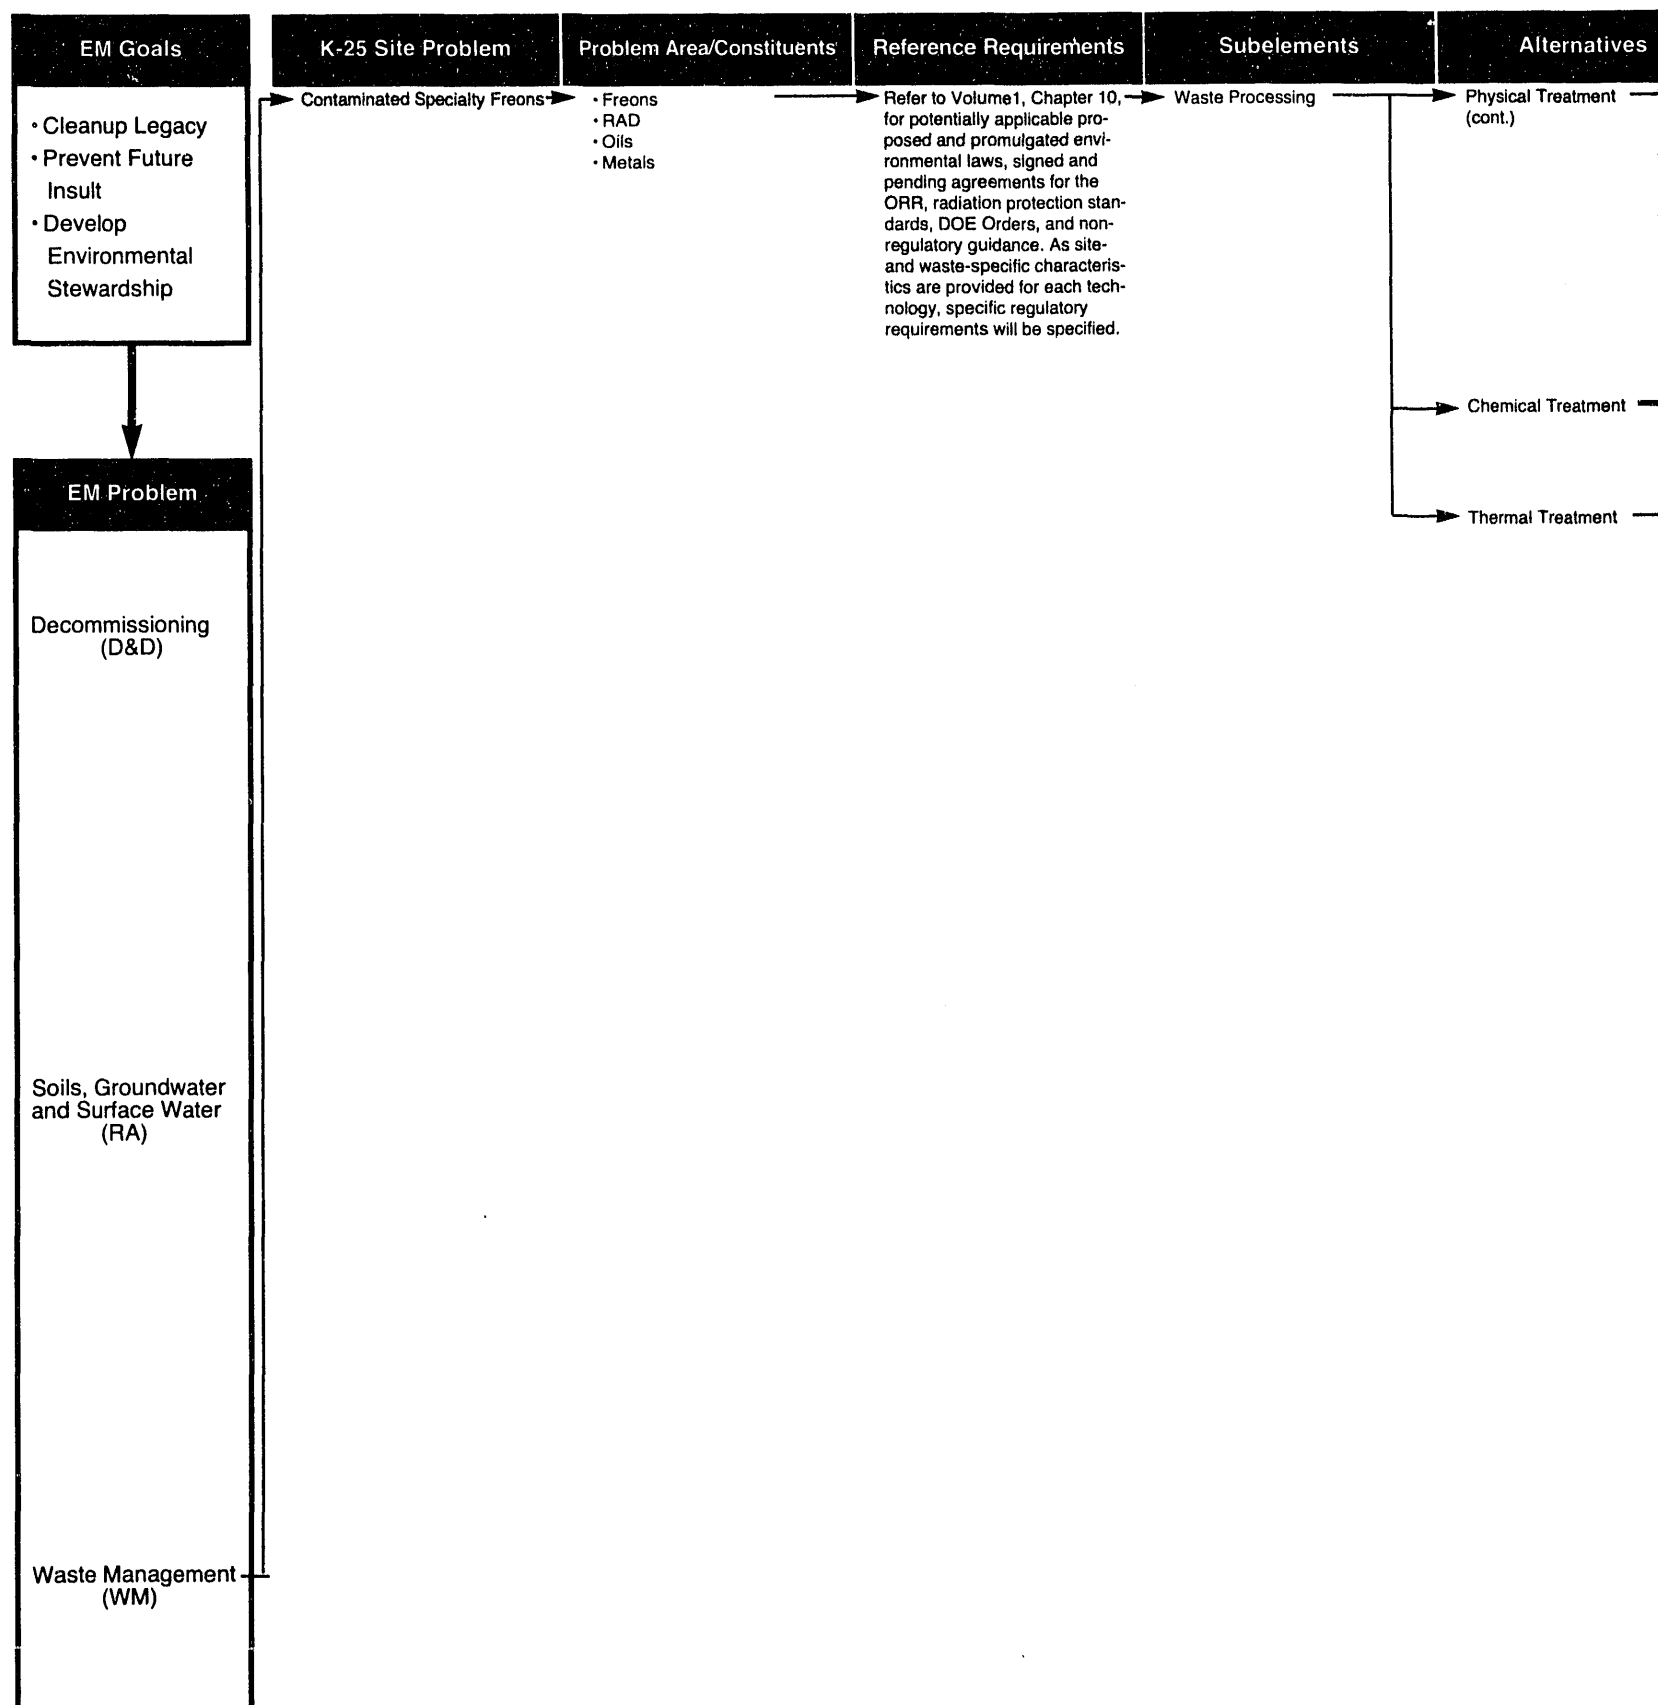 EM Goals
• Cleanup Legacy
• Prevent Future
Insult
• Develop
Environmental
Stewardship
EM Problem
Decommissioning
(D&D)
Soils, Groundwater
and Surface Water
(RA)
Waste Management
(WM)
K-25 Site Problem
Contaminated Specialty Freons
Problem Area/Constituents
• Freons
• RAD
• Oils
• Metals
Reference Requirements
Refer to Volume1, Chapter 10,
for potentially applicable pro-
posed and promulgated envi-
ronmental laws, signed and
pending agreements for the
ORR, radiation protection stan-
dards, DOE Orders, and non-
regulatory guidance. As site-
and waste-specific characteris-
tics are provided for each tech-
nology, specific regulatory
requirements will be specified.
Subelements
Waste Processing
Alternatives
Physical Treatment
(cont.)
Chemical Treatment
Thermal Treatment